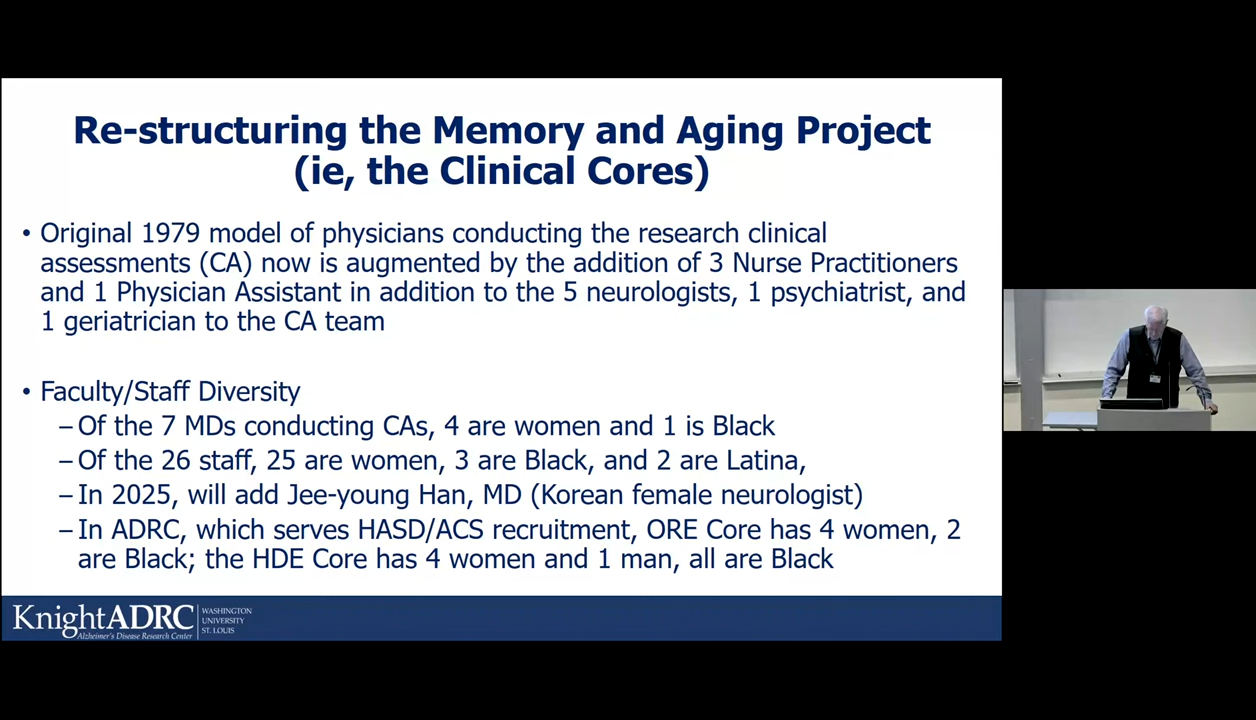 Re-structuring the Memory and Aging Project
(ie, the Clinical Cores)
• Original 1979 model of physicians conducting the research clinical
assessments (CA) now is augmented by the addition of 3 Nurse Practitioners
and 1 Physician Assistant in addition to the 5 neurologists, 1 psychiatrist, and
1 geriatrician to the CA team
• Faculty/Staff Diversity
–Of the 7 MDs conducting CAs, 4 are women and 1 is Black
–Of the 26 staff, 25 are women, 3 are Black, and 2 are Latina,
–In 2025, will add Jee-young Han, MD (Korean female neurologist)
–In ADRC, which serves HASD/ACS recruitment, ORE Core has 4 women, 2
are Black; the HDE Core has 4 women and 1 man, all are Black
KnightADRC
Alzheimer's Disease Research Center
WASHINGTON
UNIVERSITY
ST. LOUIS